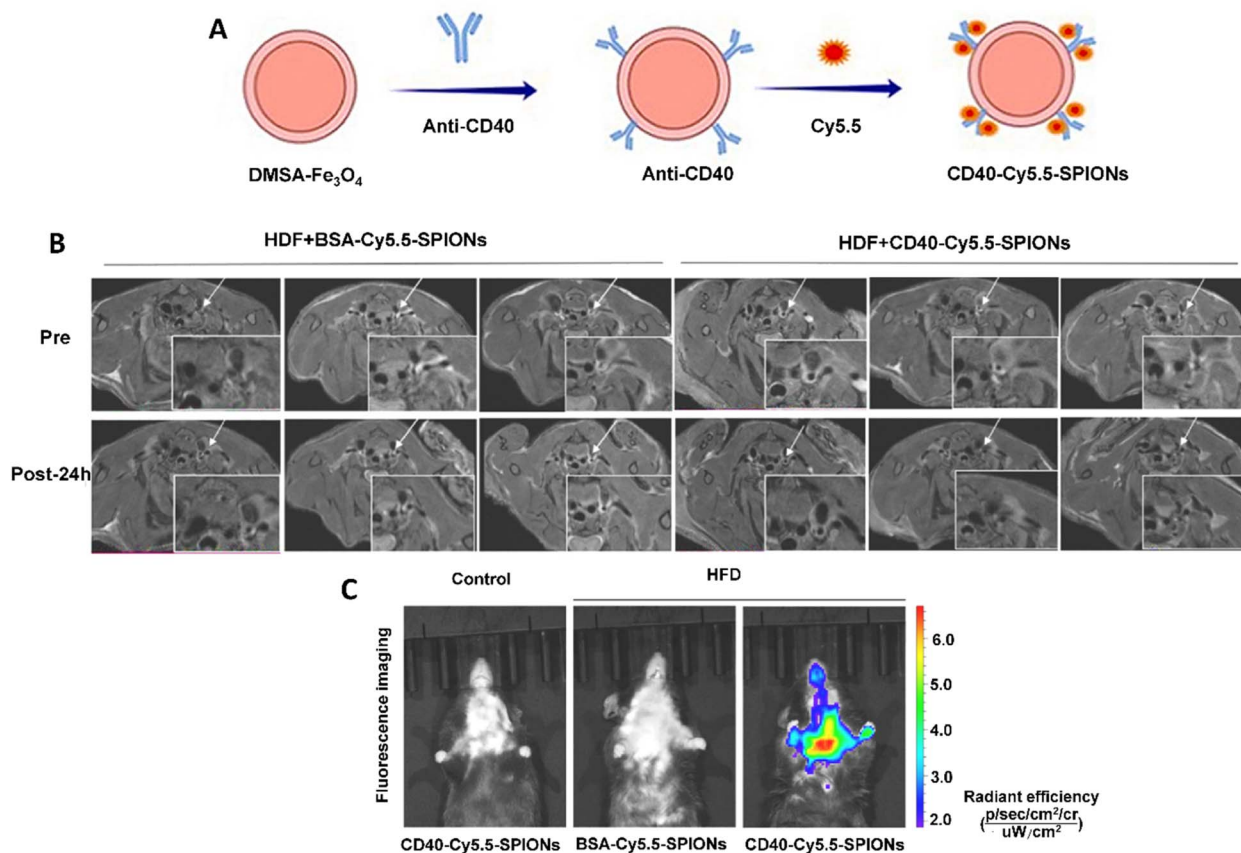 A
Anti-CD40
Cy5.5
DMSA-Fe3O4
Anti-CD40
CD40-Cy5.5-SPIONs
B
HDF+BSA-Cy5.5-SPIONs
HDF+CD40-Cy5.5-SPIONs
Pre
Post-24h
C
Control
HFD
Fluorescence imaging
6.0
5.0
4.0
3.0
2.0
Radiant efficiency
(p/sec/cm²/cr
uW/cm²)
CD40-Cy5.5-SPIONs
BSA-Cy5.5-SPIONs
CD40-Cy5.5-SPIONs